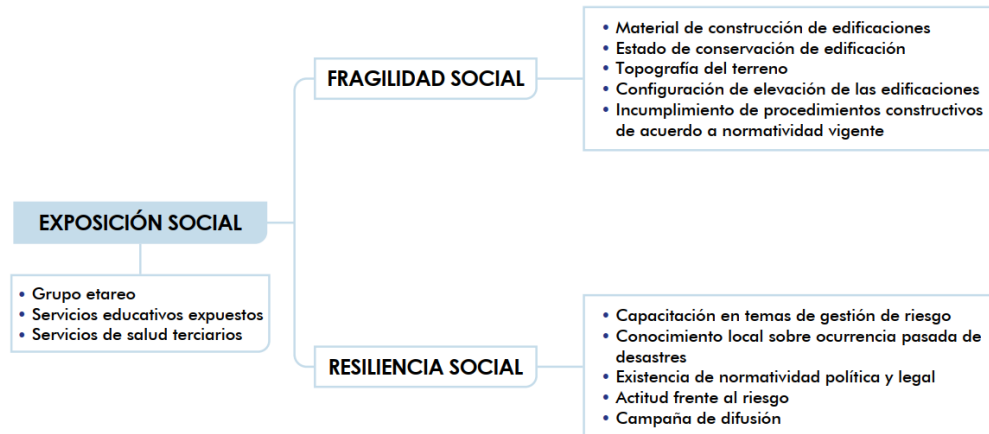 EXPOSICIÓN SOCIAL
• Grupo etareo
• Servicios educativos expuestos
• Servicios de salud terciarios
FRAGILIDAD SOCIAL
• Material de construcción de edificaciones
• Estado de conservación de edificación
• Topografía del terreno
• Configuración de elevación de las edificaciones
• Incumplimiento de procedimientos constructivos
de acuerdo a normatividad vigente
RESILIENCIA SOCIAL
• Capacitación en temas de gestión de riesgo
• Conocimiento local sobre ocurrencia pasada de
desastres
• Existencia de normatividad política y legal
• Actitud frente al riesgo
• Campaña de difusión